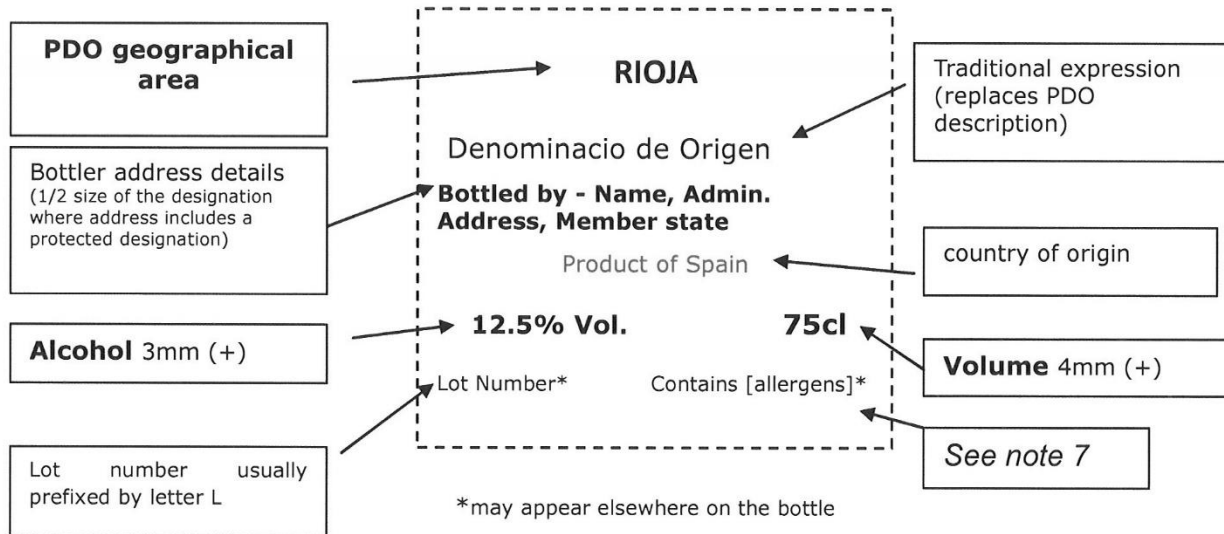 PDO geographical
area
RIOJA
Traditional expression
(replaces PDO
description)
Denominacio de Origen
Bottler address details
(1/2 size of the designation
where address includes a
protected designation)
Bottled by - Name, Admin.
Address, Member state
Product of Spain
country of origin
Alcohol 3mm (+)
12.5% Vol.
75cl
Volume 4mm (+)
Lot Number*
Contains [allergens]*
See note 7
Lot number usually
prefixed by letter L
*may appear elsewhere on the bottle